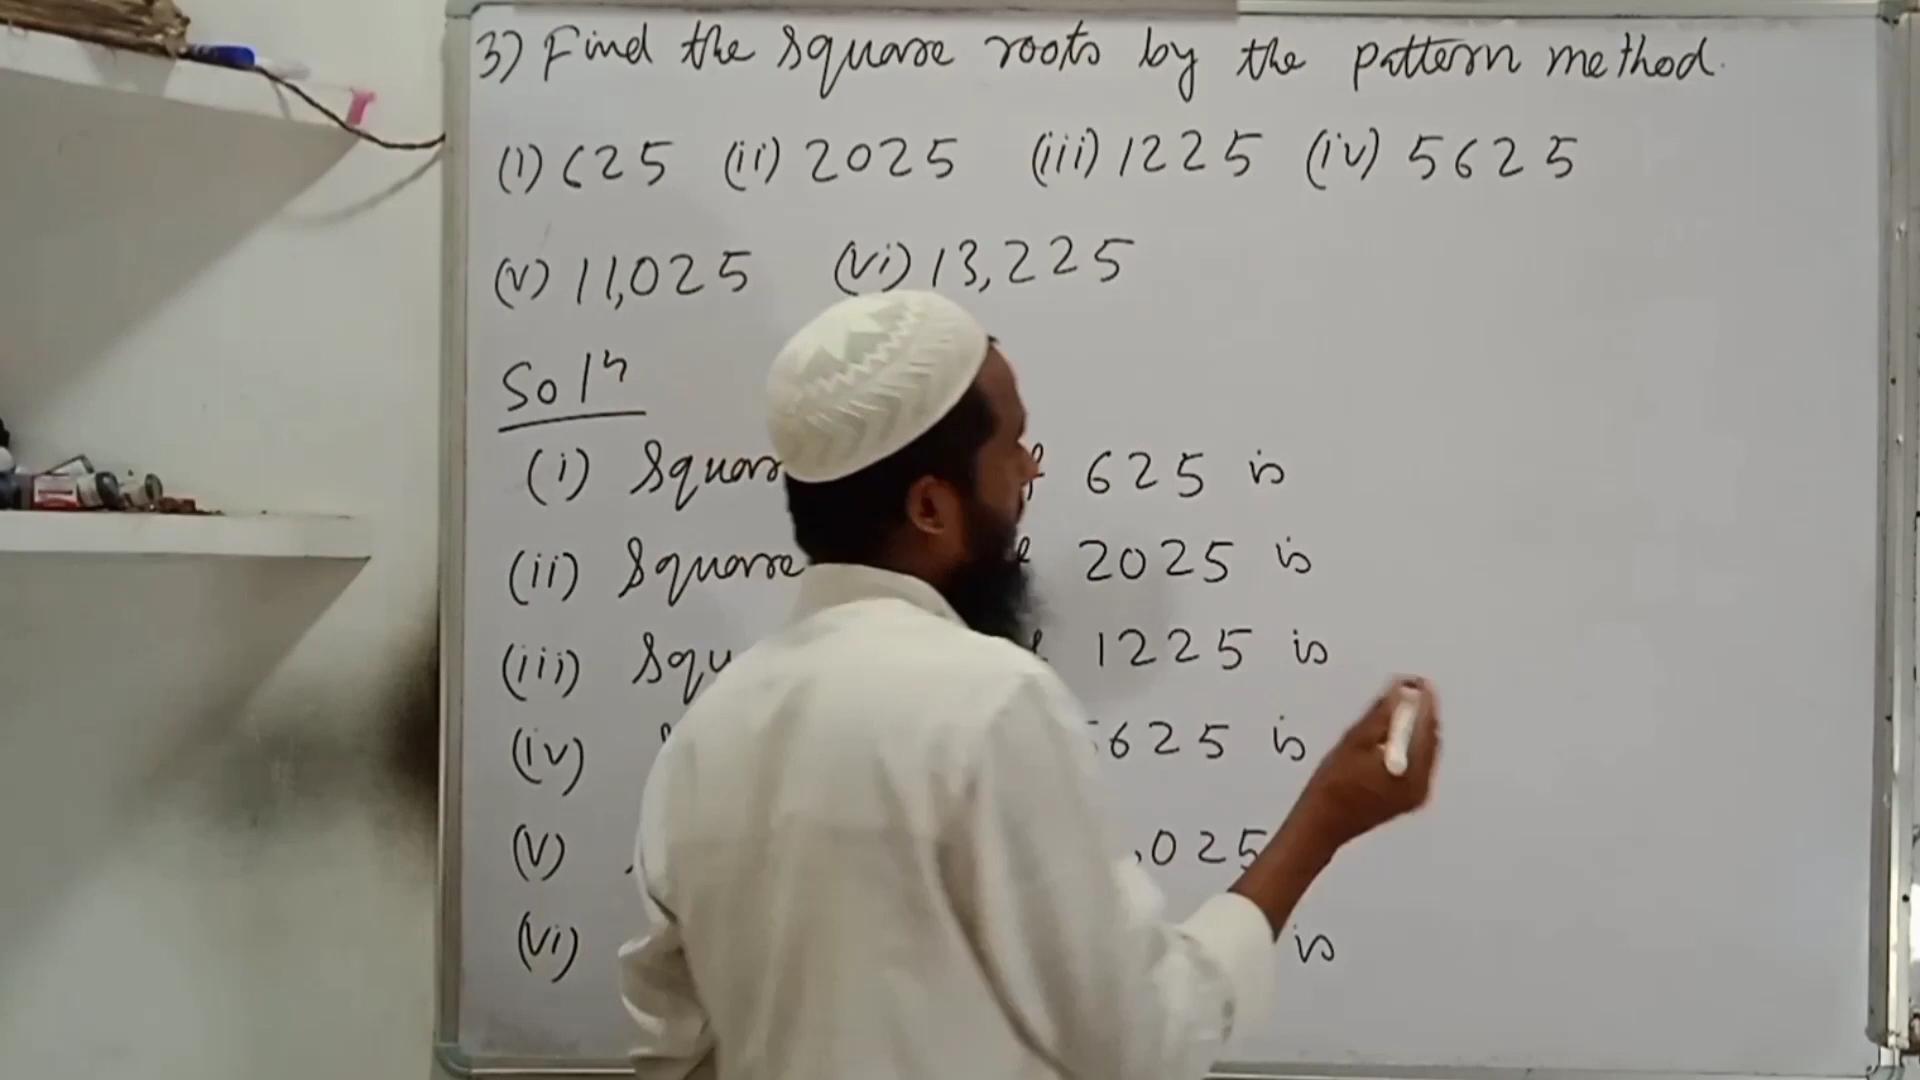 3) Find the square roots by the pattern method.
(i) 625 (ii) 2025 (iii) 1225 (iv) 5625
(v) 11,025 (vi) 13,225
Soln
(i) 625 is
(ii) Square 2025 is
(iii) 1225 is
(iv) 625 is
(v) ,025
(vi) is